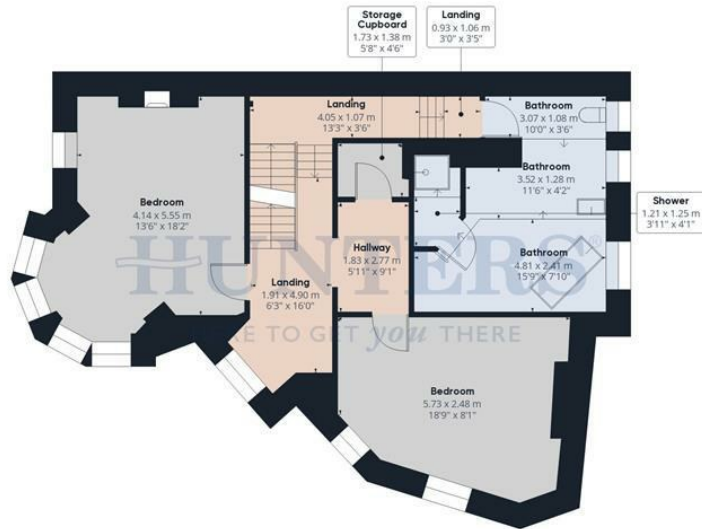 Storage
Cupboard
1.73 x 1.38 m
5'8" x 4'6"
Landing
0.93 x 1.06 m
3'0" x 3'5"
Landing
4.05 x 1.07 m
13'3" x 3'6"
Bathroom
3.07 x 1.08 m
10'0" x 3'6"
Bathroom
3.52 x 1.28 m
11'6" x 4'2"
Shower
1.21 x 1.25 m
3'11" x 4'1"
Bedroom
4.14 x 5.55 m
13'6" x 18'2"
Hallway
1.83 x 2.77 m
5'11" x 9'1"
Bathroom
4.81 x 2.41 m
15'9" x 7'10"
Landing
1.91 x 4.90 m
6'3" x 16'0"
HUNTERS®
HERE TO GET you THERE
Bedroom
5.73 x 2.48 m
18'9" x 8'1"